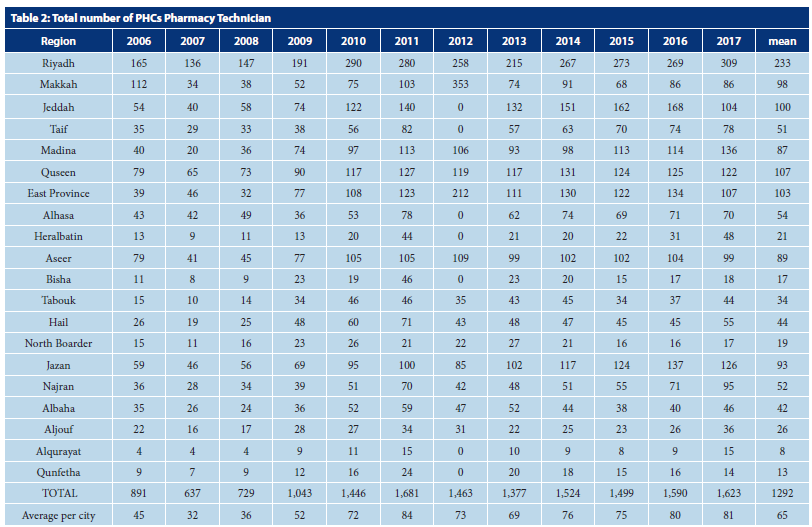 Table 2: Total number of PHCs Pharmacy Technician
Region 2006 2007 2008 2009 2010 2011 2012 2013 2014 2015 2016 2017 mean
Riyadh 165 136 147 191 290 280 258 215 267 273 269 309 233
Makkah 112 34 38 52 75 103 353 74 91 68 86 86 98
Jeddah 54 40 58 74 122 140 0 132 151 162 168 104 100
Taif 35 29 33 38 56 82 0 57 63 70 74 78 51
Madina 40 20 36 74 97 113 106 93 98 113 114 136 87
Quseen 79 65 73 90 117 127 119 117 131 124 125 122 107
East Province 39 46 32 77 108 123 212 111 130 122 134 107 103
Alhasa 43 42 49 36 53 78 0 62 74 69 71 70 54
Heralbatin 13 9 11 13 20 44 0 21 20 22 31 48 21
Aseer 79 41 45 77 105 105 109 99 102 102 104 99 89
Bisha 11 8 9 23 19 46 0 23 20 15 17 18 17
Tabouk 15 10 14 34 46 46 35 43 45 34 37 44 34
Hail 26 19 25 48 60 71 43 48 47 45 45 55 44
North Boarder 15 11 16 23 26 21 22 27 21 16 16 17 19
Jazan 59 46 56 69 95 100 85 102 117 124 137 126 93
Najran 36 28 34 39 51 70 42 48 51 55 71 95 52
Albaha 35 26 24 36 52 59 47 52 44 38 40 46 42
Aljouf 22 16 17 28 27 34 31 22 25 23 26 36 26
Alqurayat 4 4 4 9 11 15 0 10 9 8 9 15 8
Qunfetha 9 7 9 12 16 24 0 20 18 15 16 14 13
TOTAL 891 637 729 1,043 1,446 1,681 1,463 1,377 1,524 1,499 1,590 1,623 1292
Average per city 45 32 36 52 72 84 73 69 76 75 80 81 65